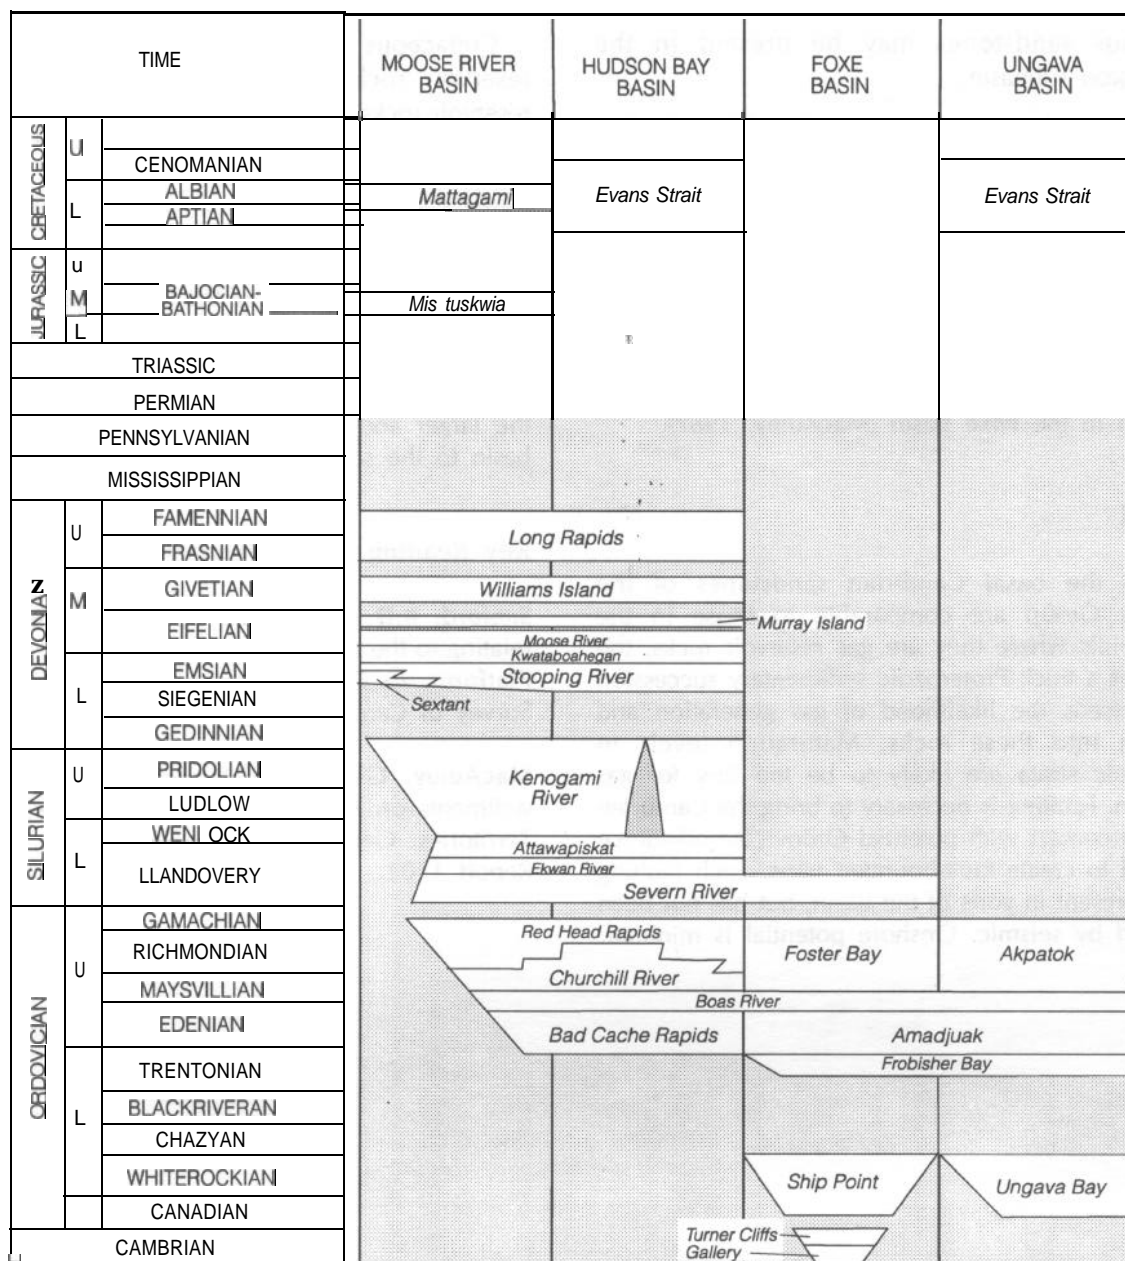 TIME
MOOSE RIVER
BASIN
HUDSON BAY
BASIN
FOXE
BASIN
UNGAVA
BASIN
CRETACEOUS
U
CENOMANIAN
L
ALBIAN
APTIAN
Mattagami
Evans Strait
Evans Strait
JURASSIC
u
M
BAJOCIAN-
BATHONIAN
L
Mis tuskwia
TRIASSIC
PERMIAN
PENNSYLVANIAN
MISSISSIPPIAN
DEVONIA
z
U
FAMENNIAN
FRASNIAN
Long Rapids
M
GIVETIAN
EIFELIAN
Williams Island
Murray Island
Moose River
Kwataboahegan
L
EMSIAN
SIEGENIAN
GEDINNIAN
Stooping River
Sextant
SILURIAN
U
PRIDOLIAN
LUDLOW
Kenogami
River
L
WENI OCK
LLANDOVERY
Attawapiskat
Ekwan River
Severn River
ORDOVICIAN
U
GAMACHIAN
RICHMONDIAN
MAYSVILLIAN
EDENIAN
Red Head Rapids
Churchill River
Foster Bay
Akpatok
Boas River
Bad Cache Rapids
Amadjuak
Frobisher Bay
L
TRENTONIAN
BLACKRIVERAN
CHAZYAN
WHITEROCKIAN
CANADIAN
Ship Point
Ungava Bay
CAMBRIAN
Turner Cliffs
Gallery